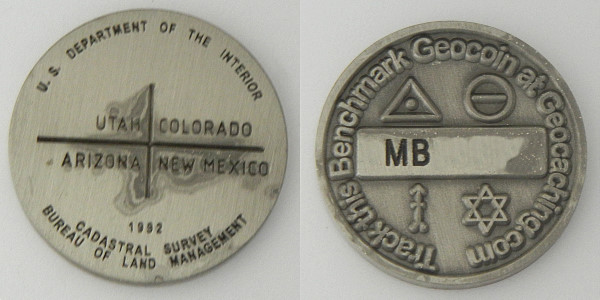 U. S. DEPARTMENT OF THE INTERIOR
UTAH COLORADO
ARIZONA NEW MEXICO
1992
CADASTRAL SURVEY
BUREAU OF LAND MANAGEMENT
Track this Benchmark Geocoin at Geocaching.com
MB